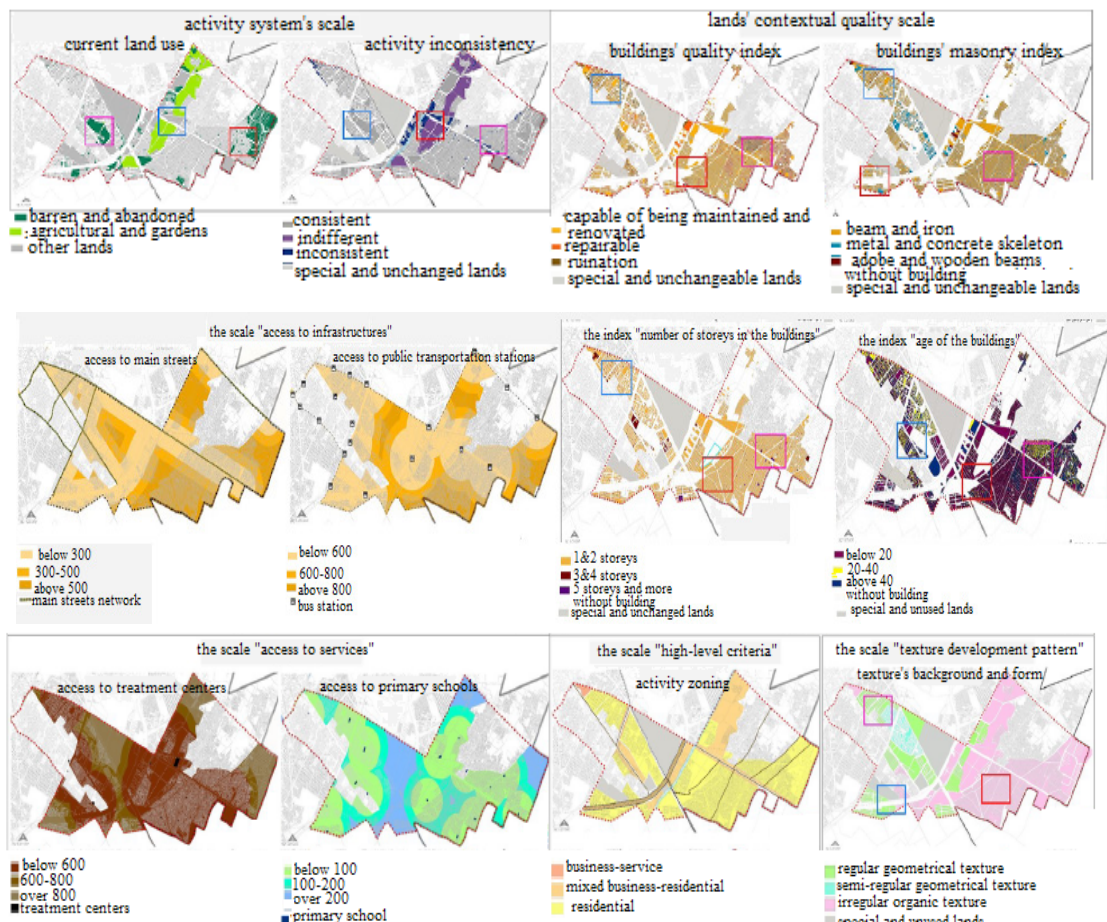 activity system's scale
lands' contextual quality scale
current land use
activity inconsistency
buildings' quality index
buildings' masonry index
barren and abandoned
agricultural and gardens
other lands
consistent
indifferent
inconsistent
special and unchanged lands
capable of being maintained and
renovated
repairable
ruination
special and unchangeable lands
beam and iron
metal and concrete skeleton
adobe and wooden beams
without building
special and unchangeable lands
the scale "access to infrastructures"
the index "number of storeys in the buildings"
the index "age of the buildings"
access to main streets
access to public transportation stations
below 300
300-500
above 500
main streets network
below 600
600-800
above 800
bus station
1&2 storeys
3&4 storeys
5 storeys and more
without building
special and unchanged lands
below 20
20-40
above 40
without building
special and unused lands
the scale "access to services"
the scale "high-level criteria"
the scale "texture development pattern"
access to treatment centers
access to primary schools
activity zoning
texture's background and form
below 600
600-800
over 800
treatment centers
below 100
100-200
over 200
primary school
business-service
mixed business-residential
residential
regular geometrical texture
semi-regular geometrical texture
irregular organic texture
special and unused lands